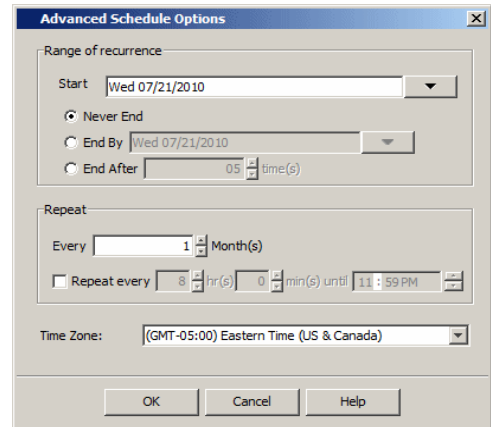 Advanced Schedule Options
Range of recurrence
Start Wed 07/21/2010
Never End
End By Wed 07/21/2010
End After 05 time(s)
Repeat
Every 1 Month(s)
Repeat every 8 hr(s) 0 min(s) until 11 : 59 PM
Time Zone: (GMT-05:00) Eastern Time (US & Canada)
OK Cancel Help